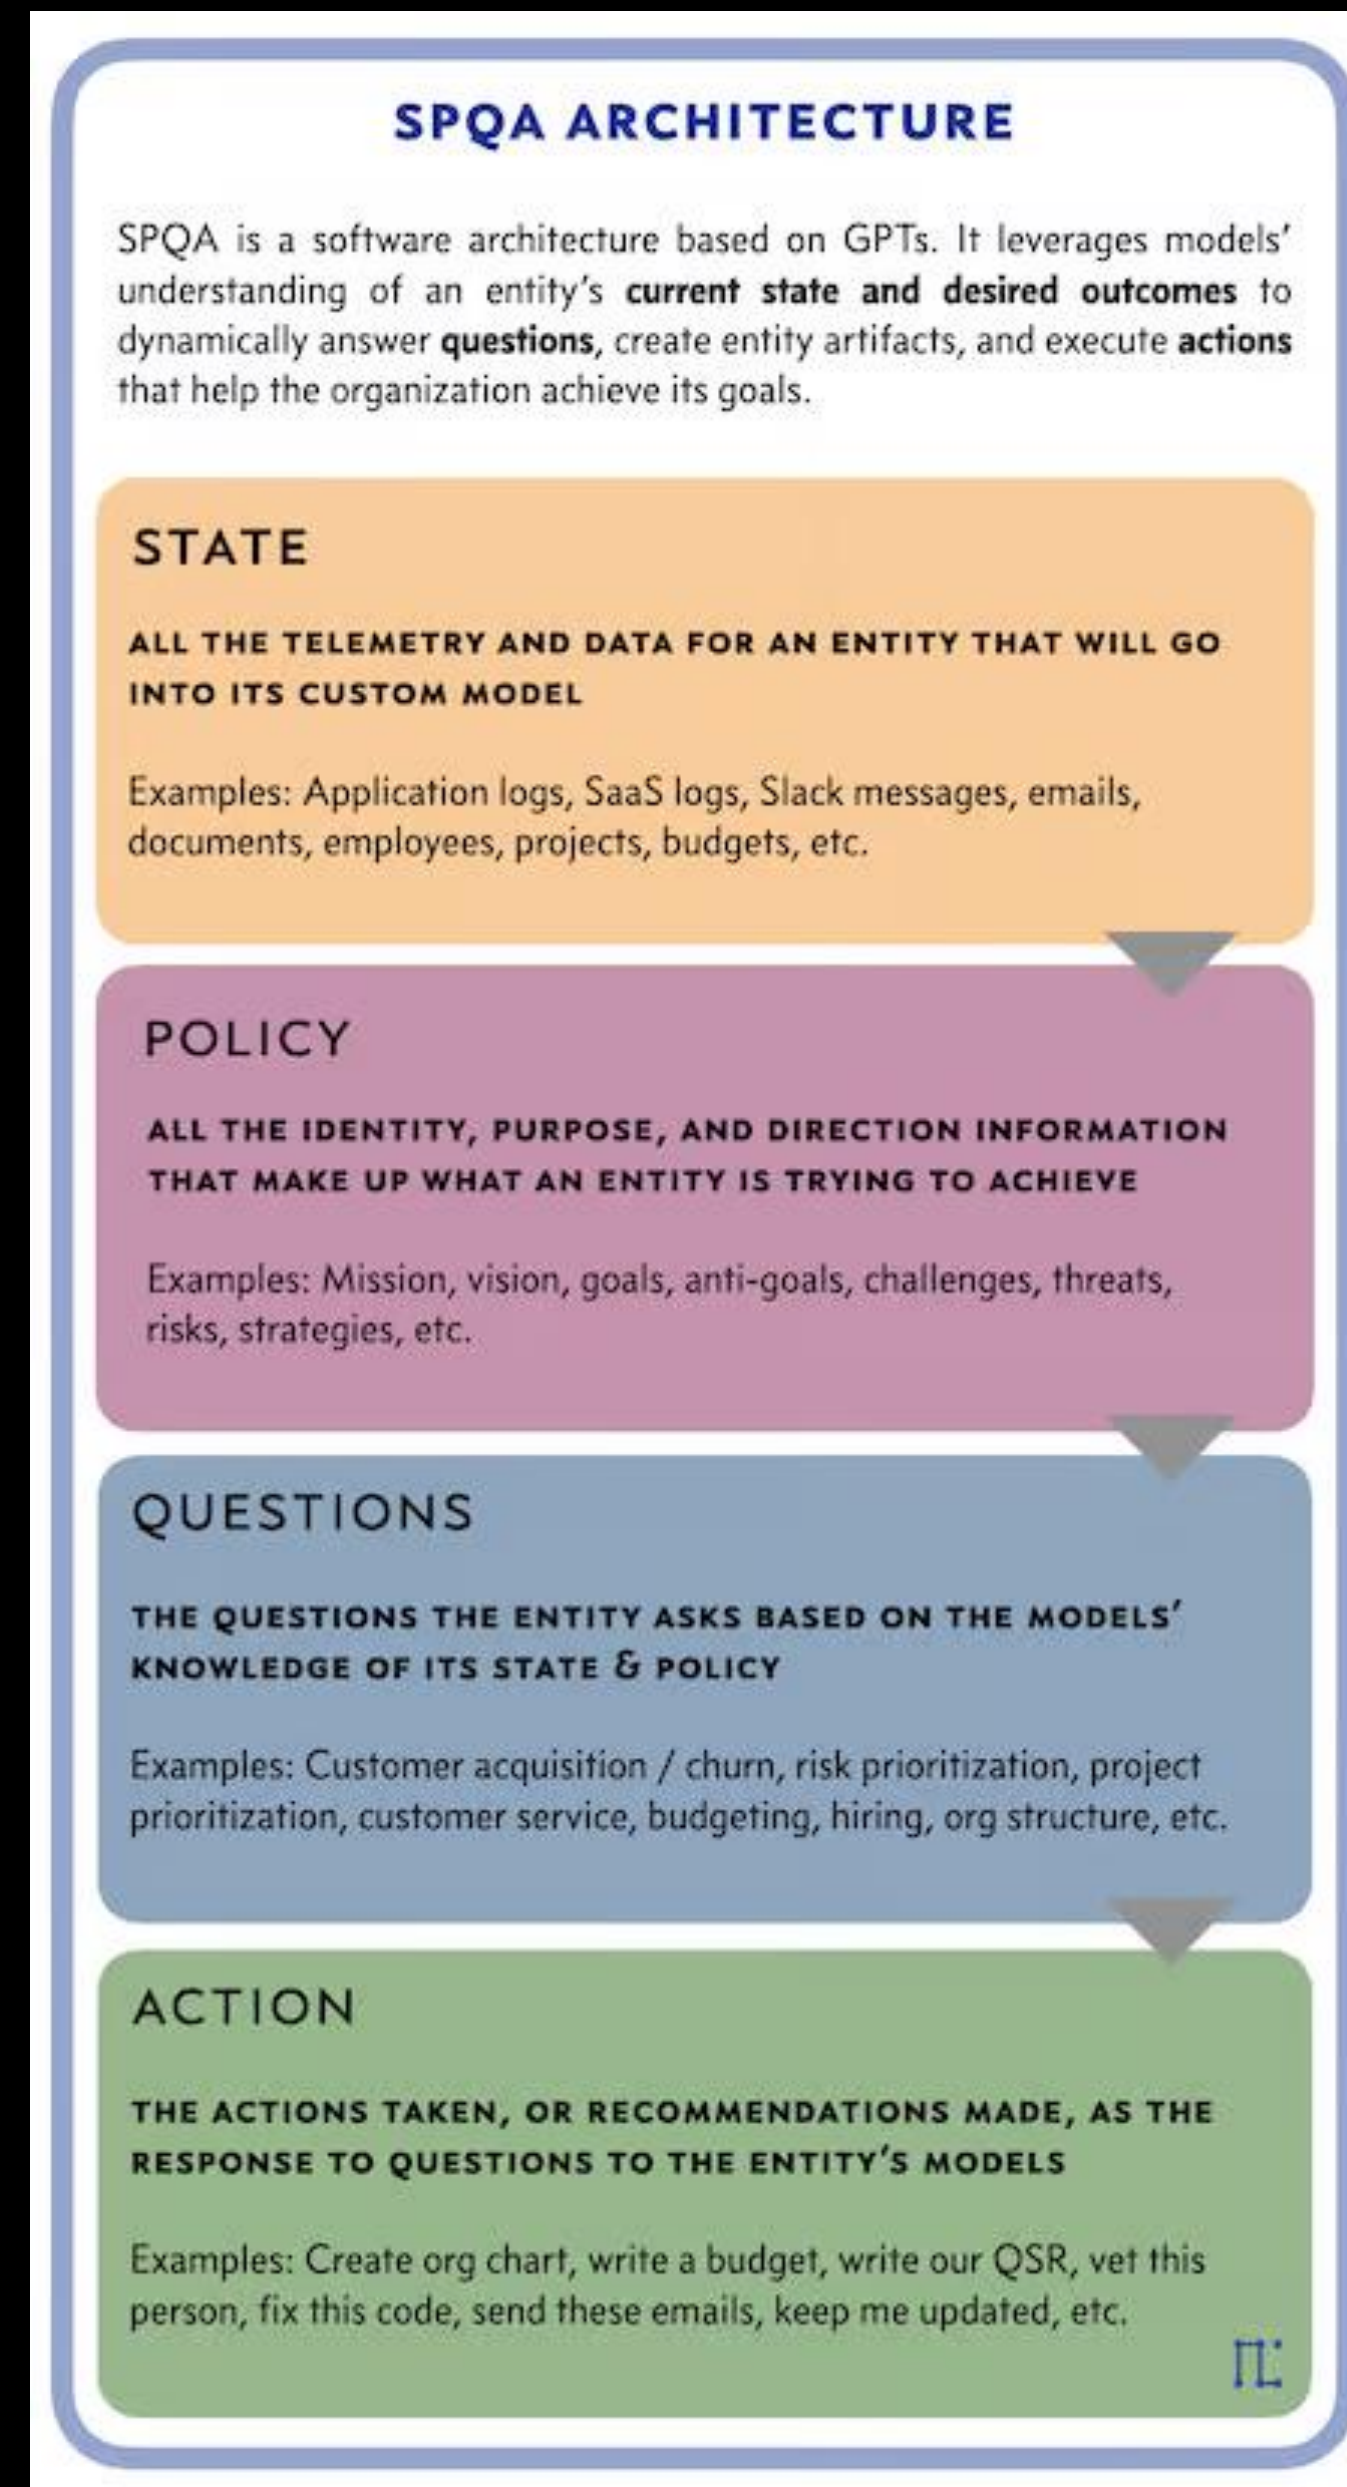 SPQA ARCHITECTURE
SPQA is a software architecture based on GPTs. It leverages models’
understanding of an entity’s current state and desired outcomes to
dynamically answer questions, create entity artifacts, and execute actions
that help the organization achieve its goals.
STATE
ALL THE TELEMETRY AND DATA FOR AN ENTITY THAT WILL GO
INTO ITS CUSTOM MODEL
Examples: Application logs, SaaS logs, Slack messages, emails,
documents, employees, projects, budgets, etc.
POLICY
ALL THE IDENTITY, PURPOSE, AND DIRECTION INFORMATION
THAT MAKE UP WHAT AN ENTITY IS TRYING TO ACHIEVE
Examples: Mission, vision, goals, anti-goals, challenges, threats,
risks, strategies, etc.
QUESTIONS
THE QUESTIONS THE ENTITY ASKS BASED ON THE MODELS’
KNOWLEDGE OF ITS STATE & POLICY
Examples: Customer acquisition / churn, risk prioritization, project
prioritization, customer service, budgeting, hiring, org structure, etc.
ACTION
THE ACTIONS TAKEN, OR RECOMMENDATIONS MADE, AS THE
RESPONSE TO QUESTIONS TO THE ENTITY’S MODELS
Examples: Create org chart, write a budget, write our QSR, vet this
person, fix this code, send these emails, keep me updated, etc.